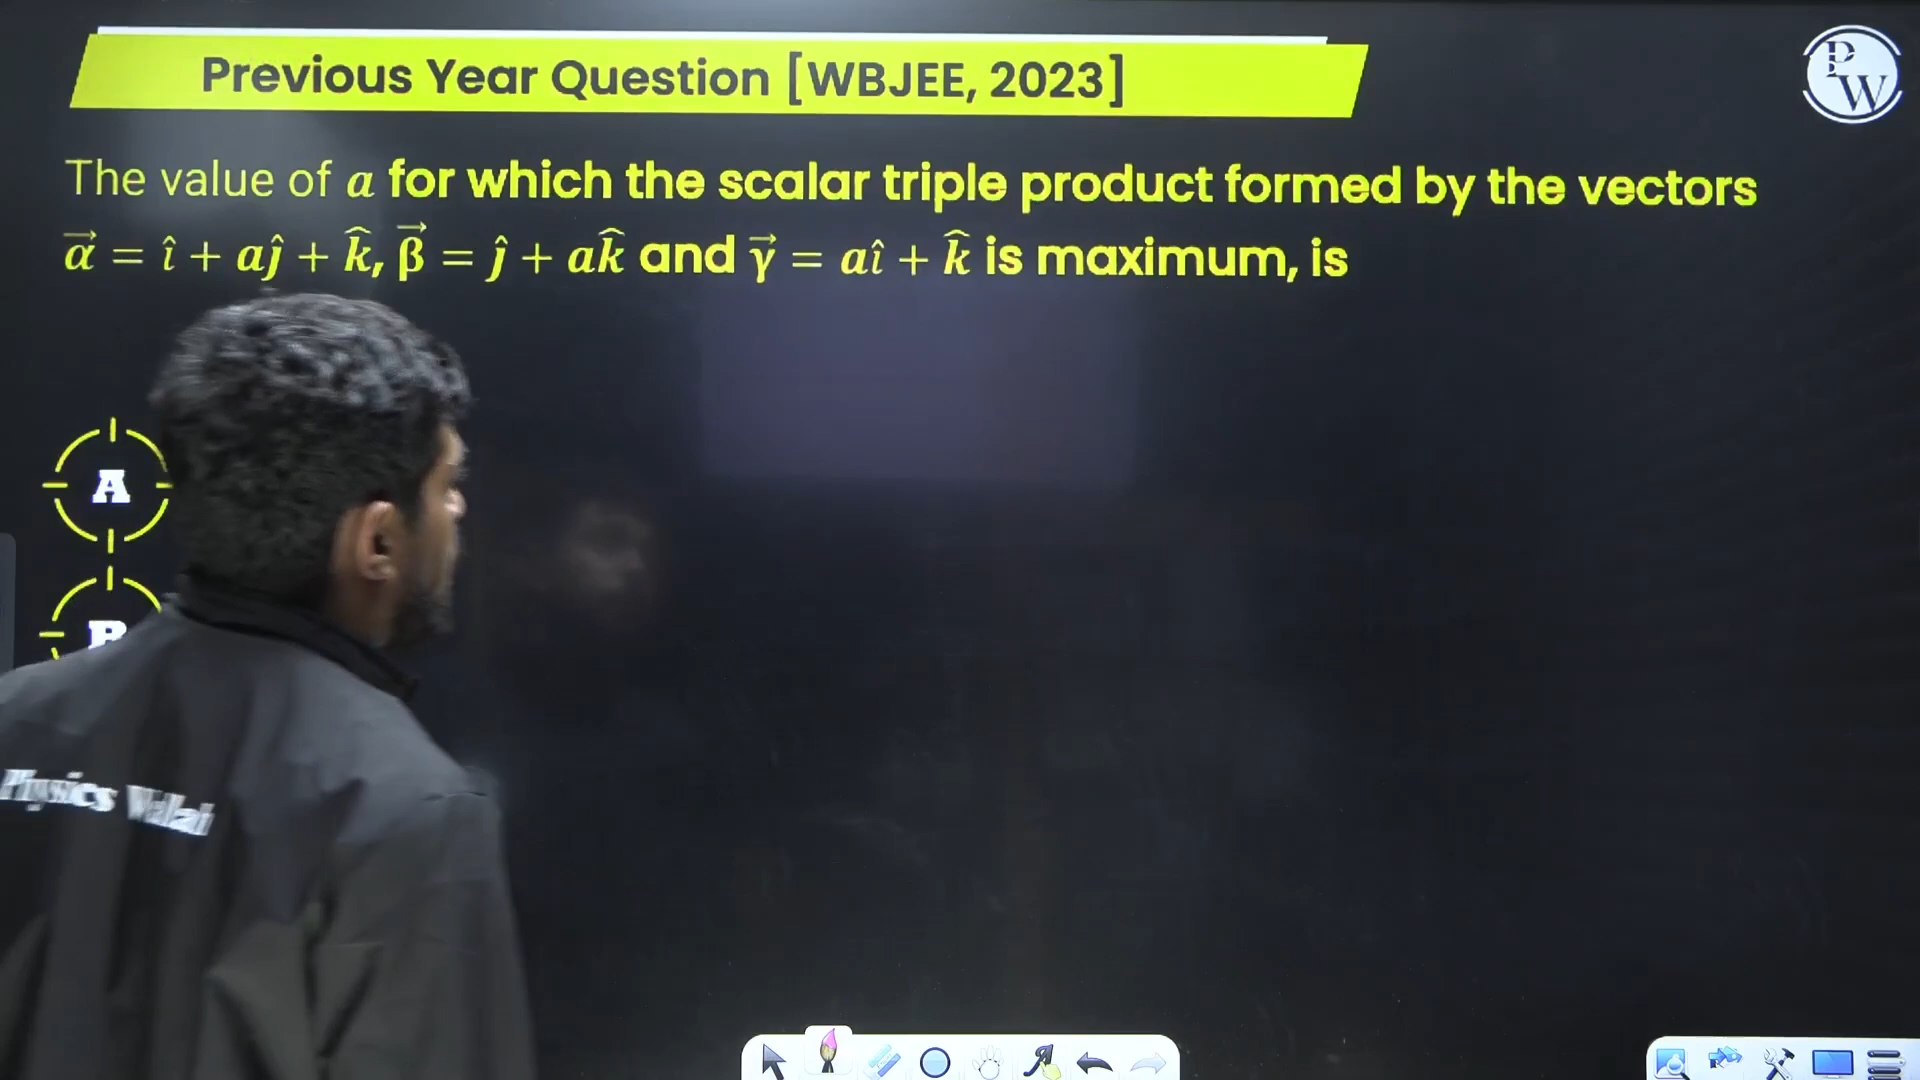 Previous Year Question [WBJEE, 2023]
PW
The value of a for which the scalar triple product formed by the vectors
α⃗ = î + aĵ + k̂, β⃗ = ĵ + ak̂ and γ⃗ = aî + k̂ is maximum, is
A
B
Physics Wallah